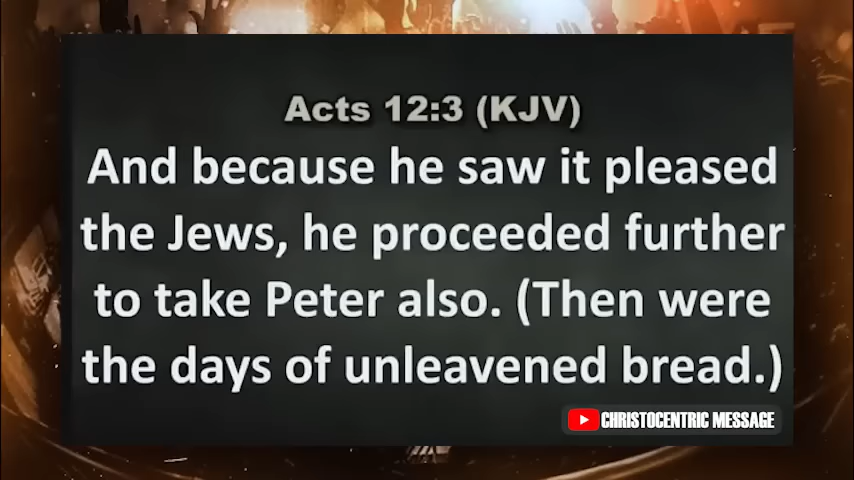 Acts 12:3 (KJV)
And because he saw it pleased
the Jews, he proceeded further
to take Peter also. (Then were
the days of unleavened bread.)
CHRISTOCENTRIC MESSAGE